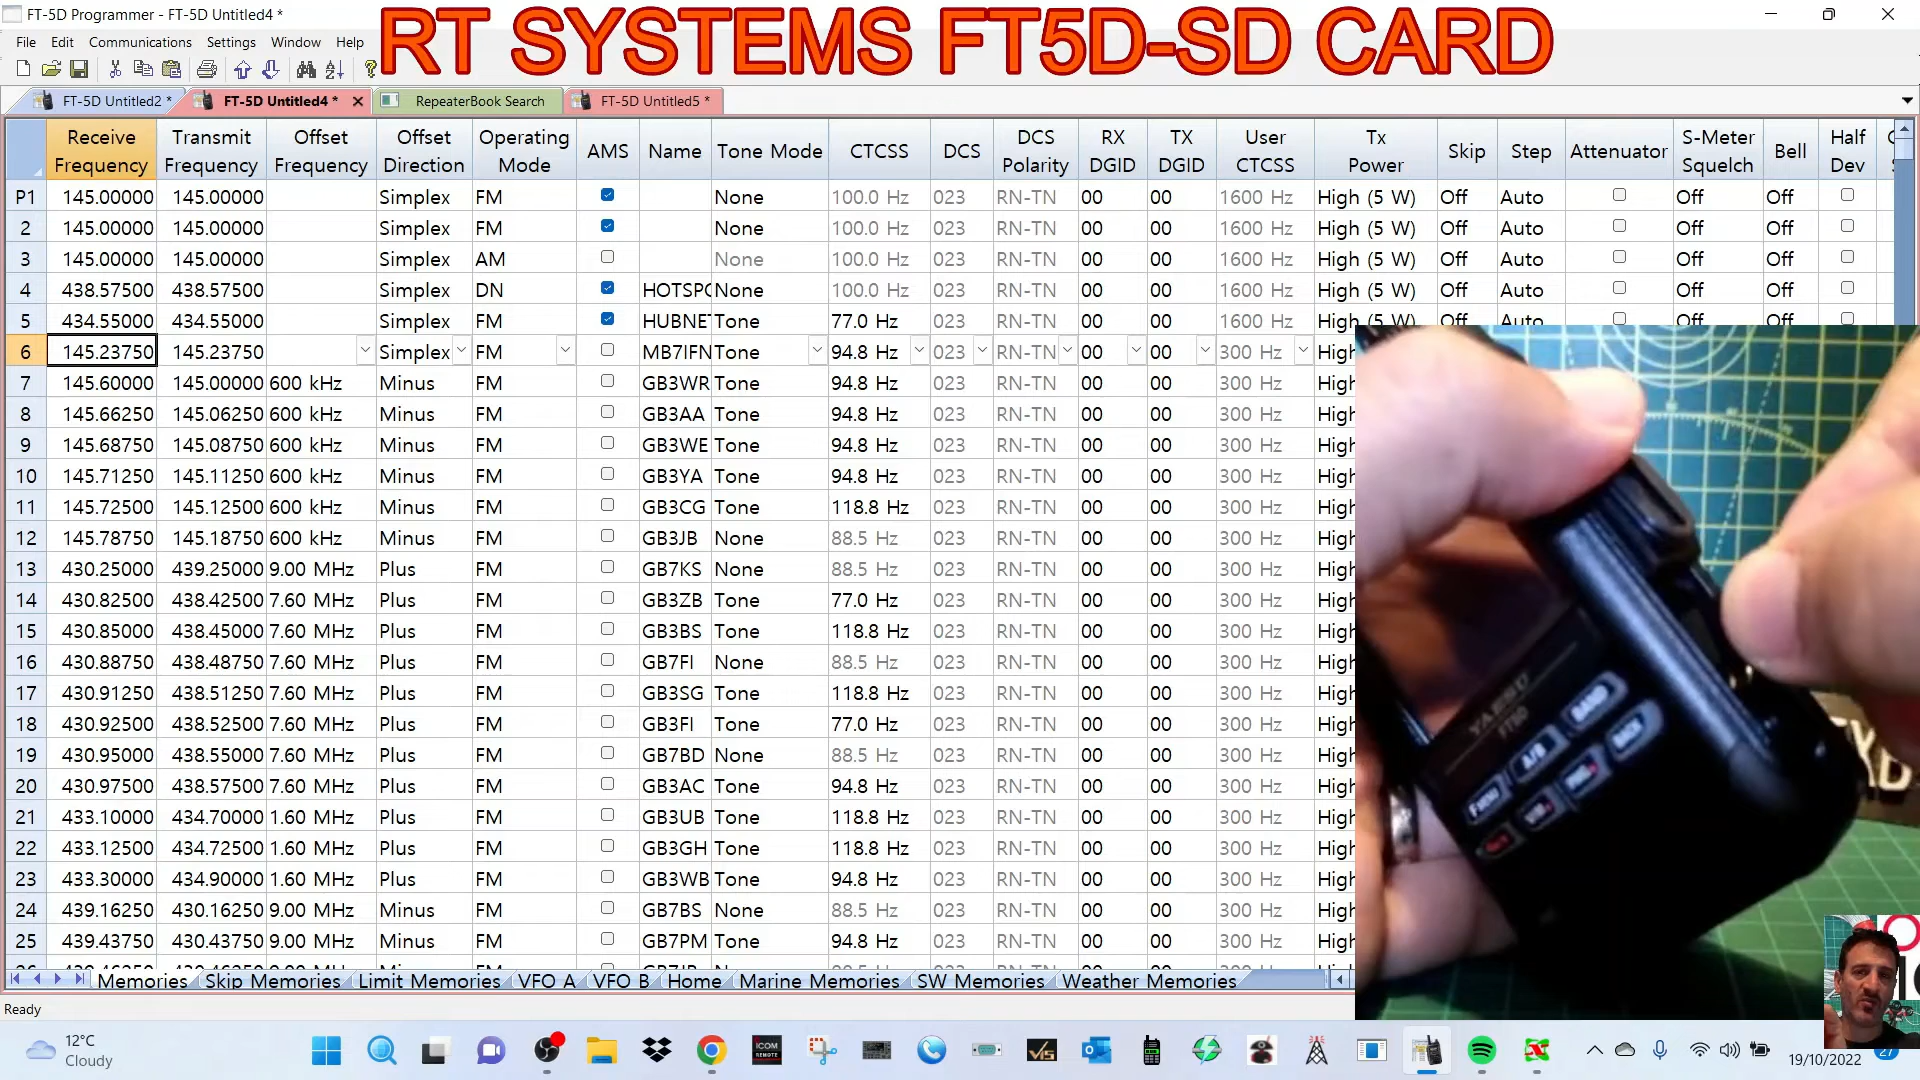 FT-5D Programmer - FT-5D Untitled4 *
RT SYSTEMS FT5D-SD CARD
File Edit Communications Settings Window Help
FT-5D Untitled2 * FT-5D Untitled4 * RepeaterBook Search FT-5D Untitled5 *
Receive Frequency Transmit Frequency Offset Frequency Offset Direction Operating Mode AMS Name Tone Mode CTCSS DCS DCS Polarity RX DGID TX DGID User CTCSS Tx Power Skip Step Attenuator S-Meter Squelch Bell Half Dev
P1 145.00000 145.00000 Simplex FM None 100.0 Hz 023 RN-TN 00 00 1600 Hz High (5 W) Off Auto Off Off
2 145.00000 145.00000 Simplex FM None 100.0 Hz 023 RN-TN 00 00 1600 Hz High (5 W) Off Auto Off Off
3 145.00000 145.00000 Simplex AM None 100.0 Hz 023 RN-TN 00 00 1600 Hz High (5 W) Off Auto Off Off
4 438.57500 438.57500 Simplex DN HOTSPO None 100.0 Hz 023 RN-TN 00 00 1600 Hz High (5 W) Off Auto Off Off
5 434.55000 434.55000 Simplex FM HUBNET Tone 77.0 Hz 023 RN-TN 00 00 1600 Hz High (5 W) Off Auto Off Off
6 145.23750 145.23750 Simplex FM MB7IFN Tone 94.8 Hz 023 RN-TN 00 00 300 Hz High
7 145.60000 145.00000 600 kHz Minus FM GB3WR Tone 94.8 Hz 023 RN-TN 00 00 300 Hz High
8 145.66250 145.06250 600 kHz Minus FM GB3AA Tone 94.8 Hz 023 RN-TN 00 00 300 Hz High
9 145.68750 145.08750 600 kHz Minus FM GB3WE Tone 94.8 Hz 023 RN-TN 00 00 300 Hz High
10 145.71250 145.11250 600 kHz Minus FM GB3YA Tone 94.8 Hz 023 RN-TN 00 00 300 Hz High
11 145.72500 145.12500 600 kHz Minus FM GB3CG Tone 118.8 Hz 023 RN-TN 00 00 300 Hz High
12 145.78750 145.18750 600 kHz Minus FM GB3JB None 88.5 Hz 023 RN-TN 00 00 300 Hz High
13 430.25000 439.25000 9.00 MHz Plus FM GB7KS None 88.5 Hz 023 RN-TN 00 00 300 Hz High
14 430.82500 438.42500 7.60 MHz Plus FM GB3ZB Tone 77.0 Hz 023 RN-TN 00 00 300 Hz High
15 430.85000 438.45000 7.60 MHz Plus FM GB3BS Tone 118.8 Hz 023 RN-TN 00 00 300 Hz High
16 430.88750 438.48750 7.60 MHz Plus FM GB7FI None 88.5 Hz 023 RN-TN 00 00 300 Hz High
17 430.91250 438.51250 7.60 MHz Plus FM GB3SG Tone 118.8 Hz 023 RN-TN 00 00 300 Hz High
18 430.92500 438.52500 7.60 MHz Plus FM GB3FI Tone 77.0 Hz 023 RN-TN 00 00 300 Hz High
19 430.95000 438.55000 7.60 MHz Plus FM GB7BD None 88.5 Hz 023 RN-TN 00 00 300 Hz High
20 430.97500 438.57500 7.60 MHz Plus FM GB3AC Tone 94.8 Hz 023 RN-TN 00 00 300 Hz High
21 433.10000 434.70000 1.60 MHz Plus FM GB3UB Tone 118.8 Hz 023 RN-TN 00 00 300 Hz High
22 433.12500 434.72500 1.60 MHz Plus FM GB3GH Tone 118.8 Hz 023 RN-TN 00 00 300 Hz High
23 433.30000 434.90000 1.60 MHz Plus FM GB3WB Tone 94.8 Hz 023 RN-TN 00 00 300 Hz High
24 439.16250 430.16250 9.00 MHz Minus FM GB7BS None 88.5 Hz 023 RN-TN 00 00 300 Hz High
25 439.43750 430.43750 9.00 MHz Minus FM GB7PM Tone 94.8 Hz 023 RN-TN 00 00 300 Hz High
YAESU
FT5D
F MENU A/B BAND
BACK
Memories Skip Memories Limit Memories VFO A VFO B Home Marine Memories SW Memories Weather Memories
Ready
12°C
Cloudy
ICOM
REMOTE
19/10/2022
27